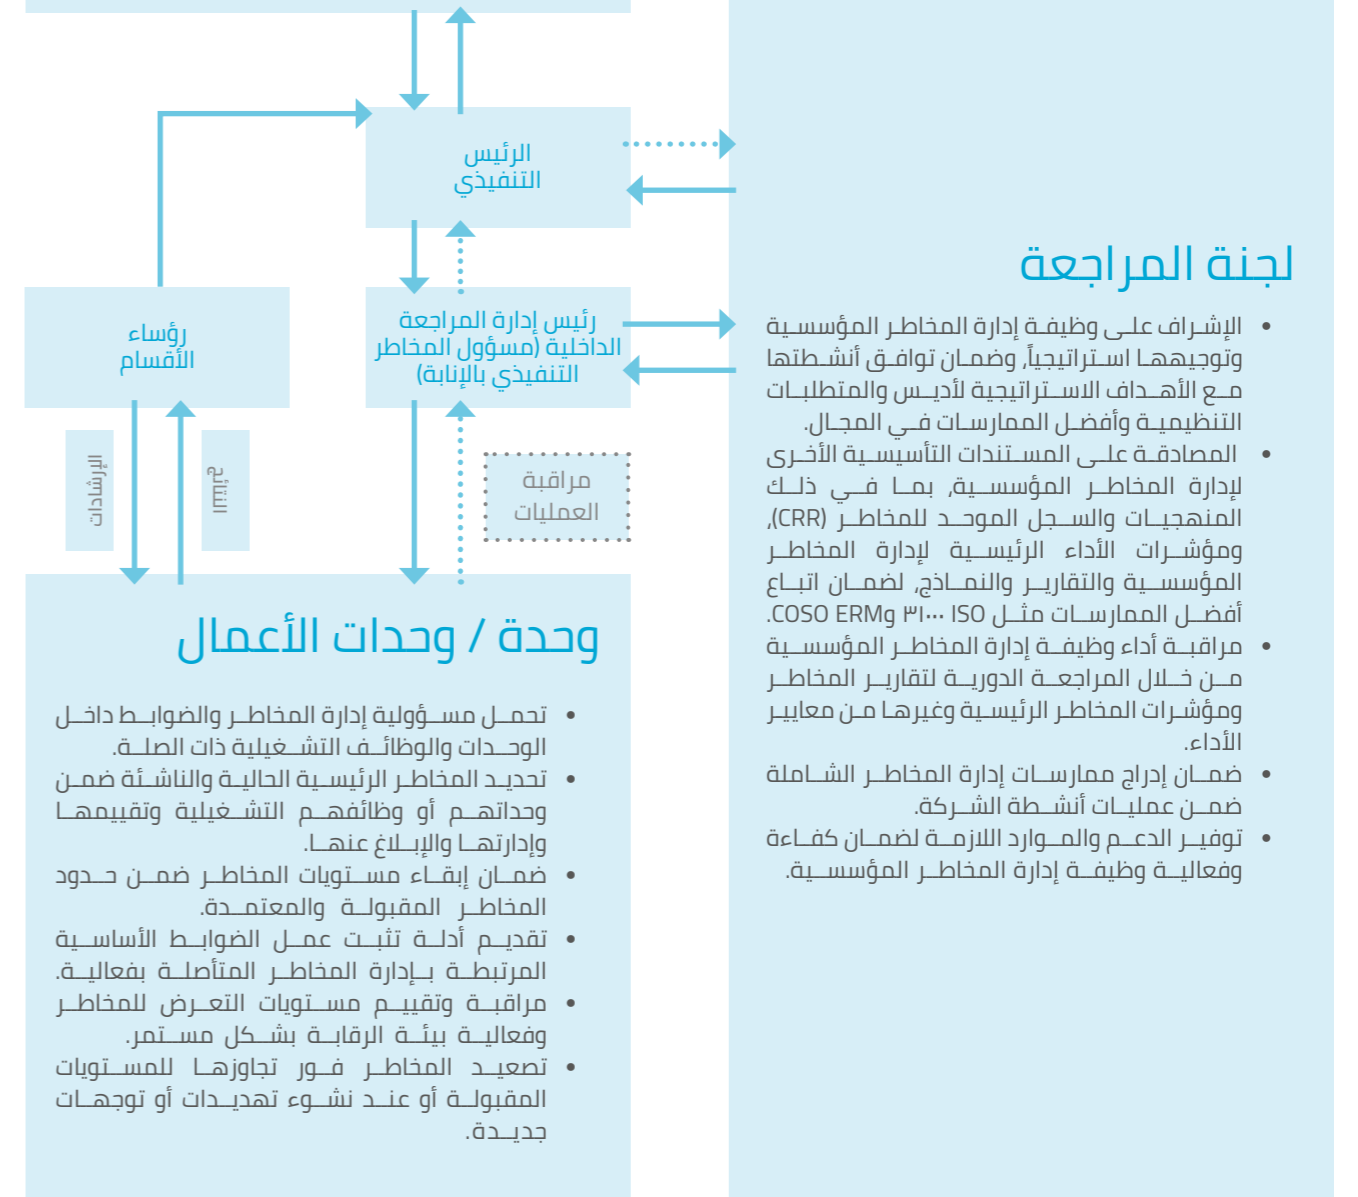 الرئيس
التنفيذي
رؤساء
الأقسام
رئيس إدارة المراجعة
الداخلية (مسؤول المخاطر
التنفيذي بالإنابة)
الإرشادات
مراقبة
العمليات
لجنة المراجعة
• الإشراف على وظيفة إدارة المخاطر المؤسسية
وتوجيهها استراتيجياً، وضمان توافق أنشطتها
مع الأهداف الاستراتيجية لأديس والمتطلبات
التنظيمية وأفضل الممارسات في المجال.
• المصادقة على المستندات التأسيسية الأخرى
لإدارة المخاطر المؤسسية، بما في ذلك
المنهجيات والسجل الموحد للمخاطر (CRR)،
ومؤشرات الأداء الرئيسية لإدارة المخاطر
المؤسسية والتقارير والنماذج، لضمان اتباع
أفضل الممارسات مثل ISO ٣١٠٠٠ وCOSO ERM.
• مراقبة أداء وظيفة إدارة المخاطر المؤسسية
من خلال المراجعة الدورية لتقارير المخاطر
ومؤشرات المخاطر الرئيسية وغيرها من معايير
الأداء.
• ضمان إدراج ممارسات إدارة المخاطر الشاملة
ضمن عمليات أنشطة الشركة.
• توفير الدعم والموارد اللازمة لضمان كفاءة
وفعالية وظيفة إدارة المخاطر المؤسسية.
وحدة / وحدات الأعمال
• تحمل مسؤولية إدارة المخاطر والضوابط داخل
الوحدات والوظائف التشغيلية ذات الصلة.
• تحديد المخاطر الرئيسية الحالية والناشئة ضمن
وحداتهم أو وظائفهم التشغيلية وتقييمها
وإدارتها والإبلاغ عنها.
• ضمان إبقاء مستويات المخاطر ضمن حدود
المخاطر المقبولة والمعتمدة.
• تقديم أدلة تثبت عمل الضوابط الأساسية
المرتبطة بإدارة المخاطر المتأصلة بفعالية.
• مراقبة وتقييم مستويات التعرض للمخاطر
وفعالية بيئة الرقابة بشكل مستمر.
• تصعيد المخاطر فور تجاوزها للمستويات
المقبولة أو عند نشوء تهديدات أو توجهات
جديدة.